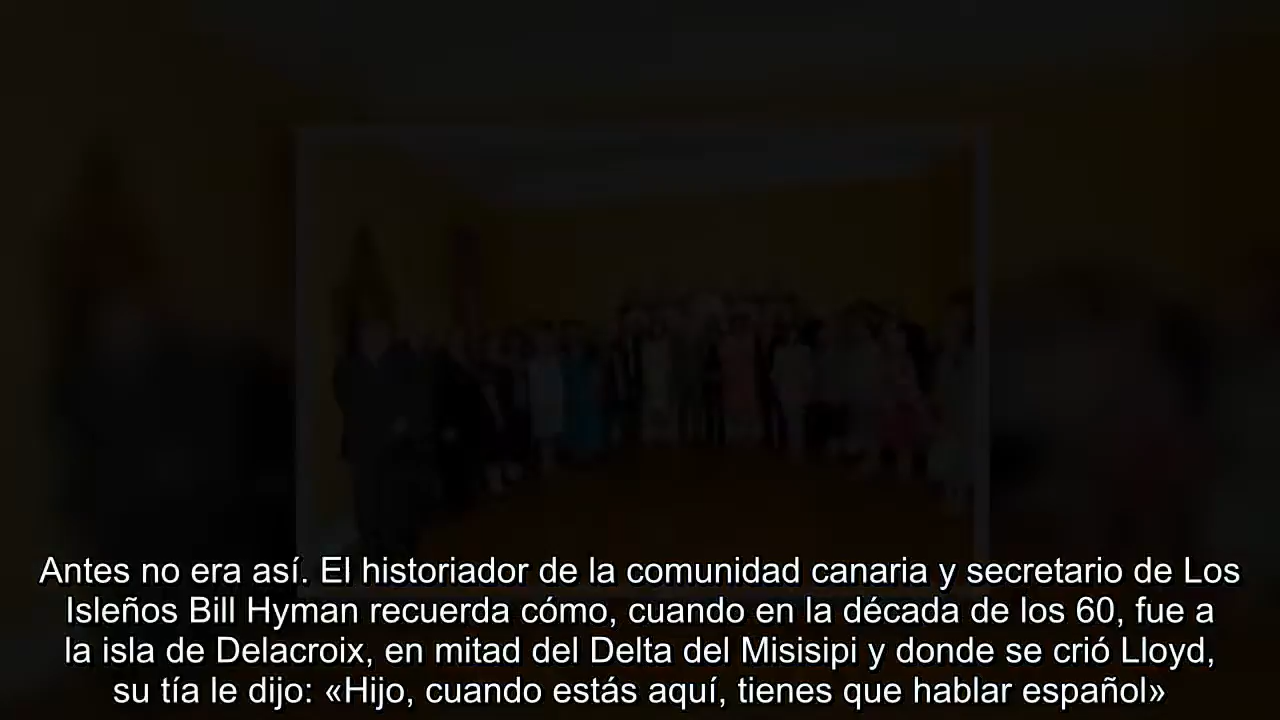 Antes no era así. El historiador de la comunidad canaria y secretario de Los
Isleños Bill Hyman recuerda cómo, cuando en la década de los 60, fue a
la isla de Delacroix, en mitad del Delta del Misisipi y donde se crió Lloyd,
su tía le dijo: «Hijo, cuando estás aquí, tienes que hablar español»